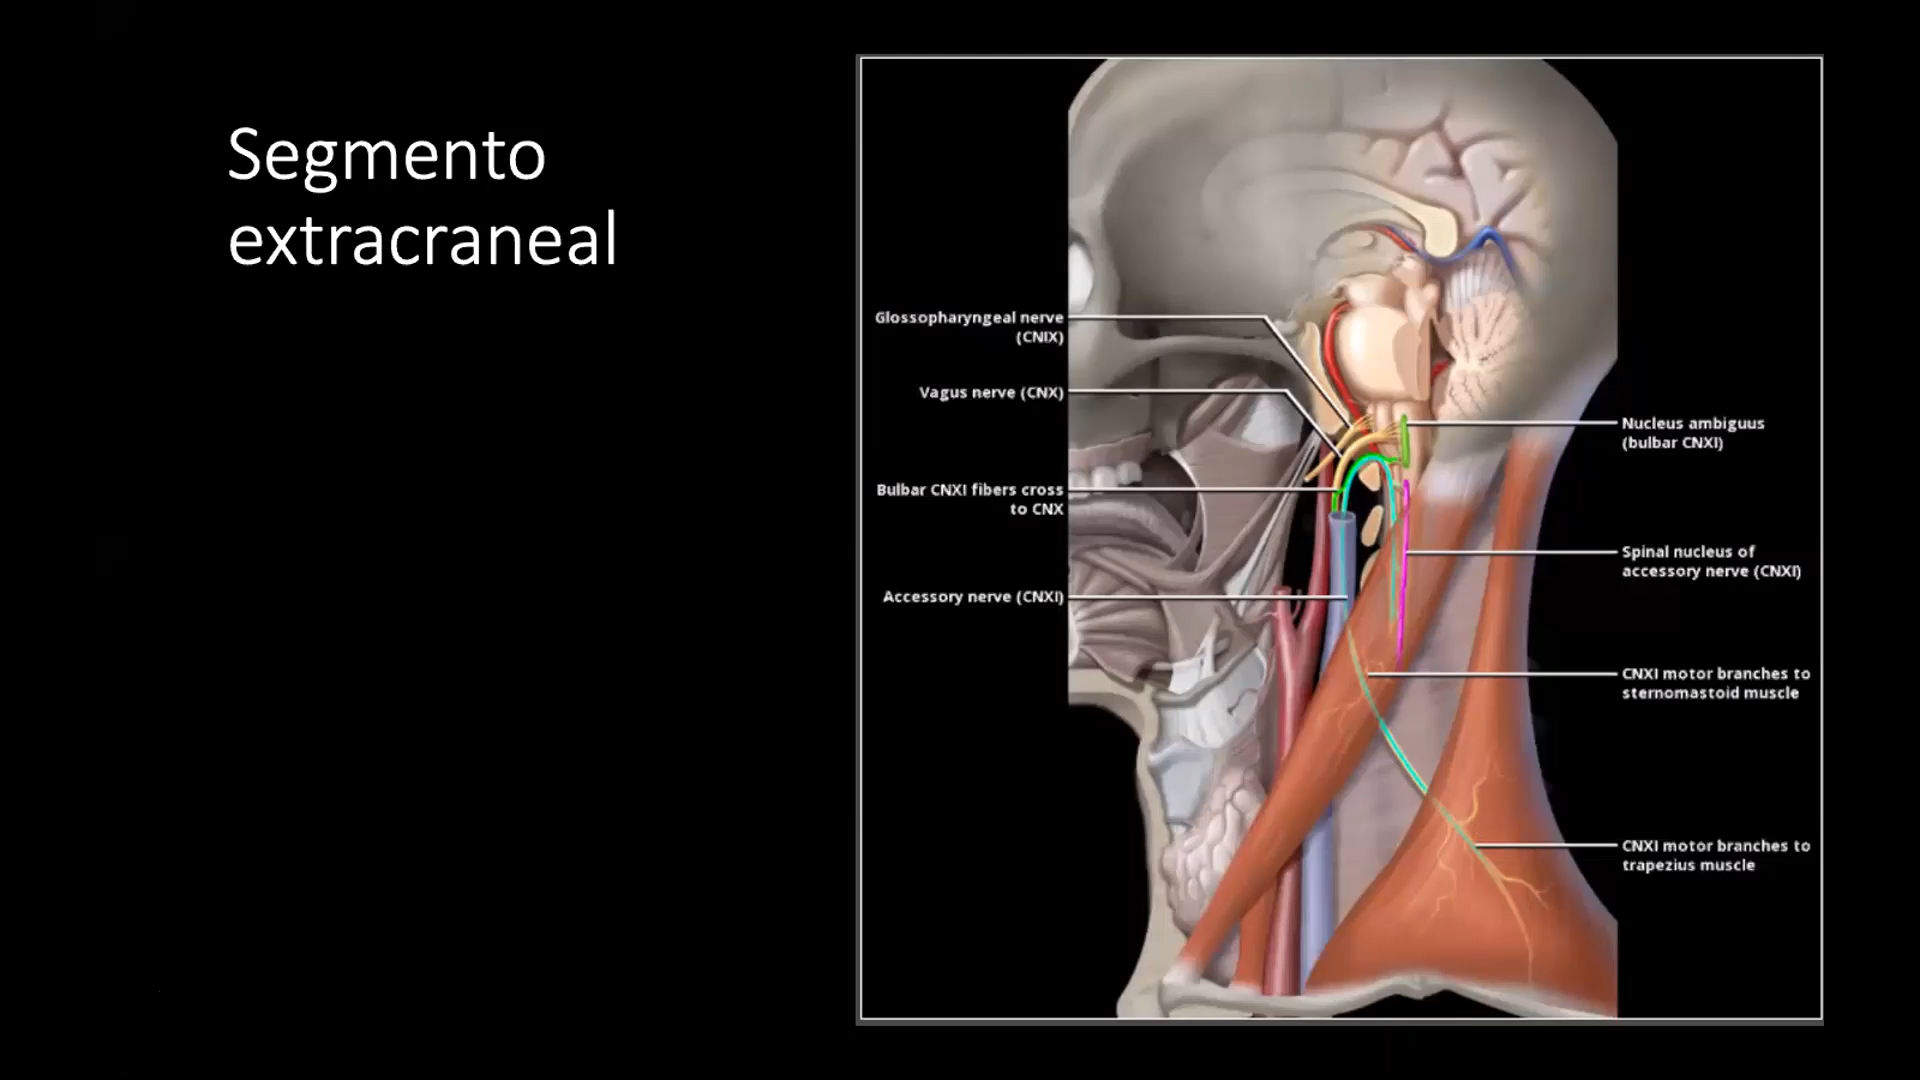 Segmento
extracraneal
Glossopharyngeal nerve
(CNIX)
Vagus nerve (CNX)
Bulbar CNXI fibers cross
to CNX
Accessory nerve (CNXI)
Nucleus ambiguus
(bulbar CNXI)
Spinal nucleus of
accessory nerve (CNXI)
CNXI motor branches to
sternomastoid muscle
CNXI motor branches to
trapezius muscle